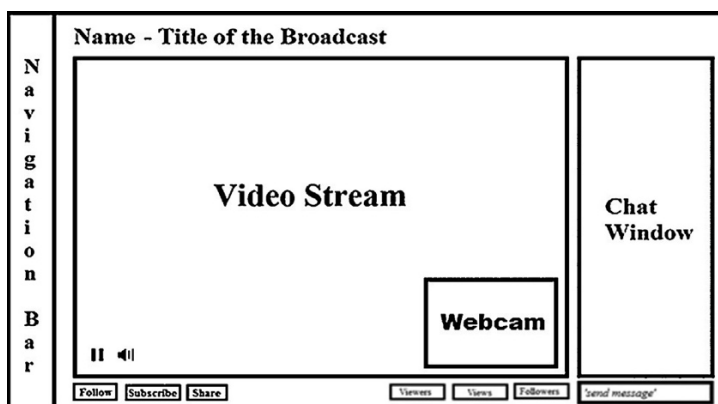 Name - Title of the Broadcast
Navigation Bar
Video Stream
Chat
Window
Webcam
Follow Subscribe Share
Viewers Views Followers
'send message'